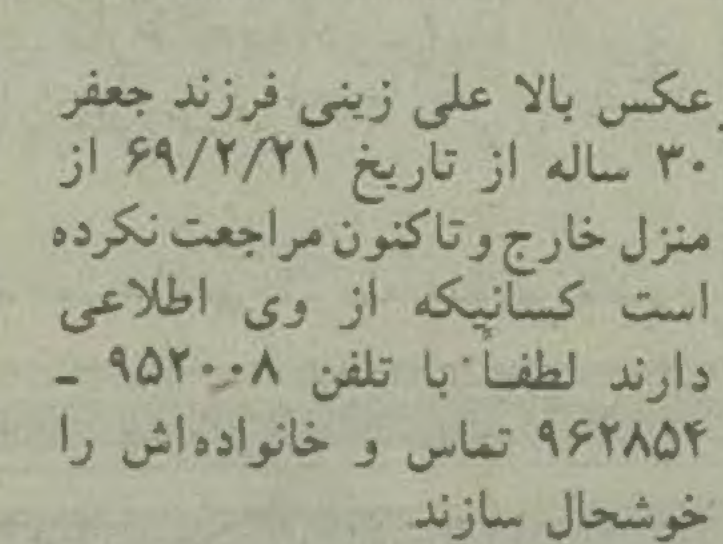 عکس بالا علی زینی فرزند جعفر
۳۰ ساله از تاریخ ۶۹/۲/۲۱ از
منزل خارج و تاکنون مراجعت نکرده
است کسانیکه از وی اطلاعی
دارند لطفاً با تلفن ۹۵۲۰۰۸ -
۹۶۲۸۵۴ تماس و خانواده‌اش را
خوشحال سازند